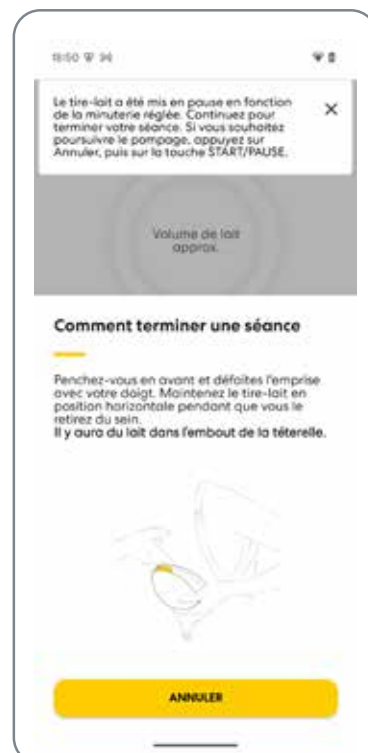 18:50
Le tire-lait a été mis en pause en fonction
de la minuterie réglée. Continuez pour
terminer votre séance. Si vous souhaitez
poursuivre le pompage, appuyez sur
Annuler, puis sur la touche START/PAUSE.
Volume de lait
approx.
Comment terminer une séance
Penchez-vous en avant et défaites l'emprise
avec votre doigt. Maintenez le tire-lait en
position horizontale pendant que vous le
retirez du sein.
Il y aura du lait dans l'embout de la téterelle.
ANNULER